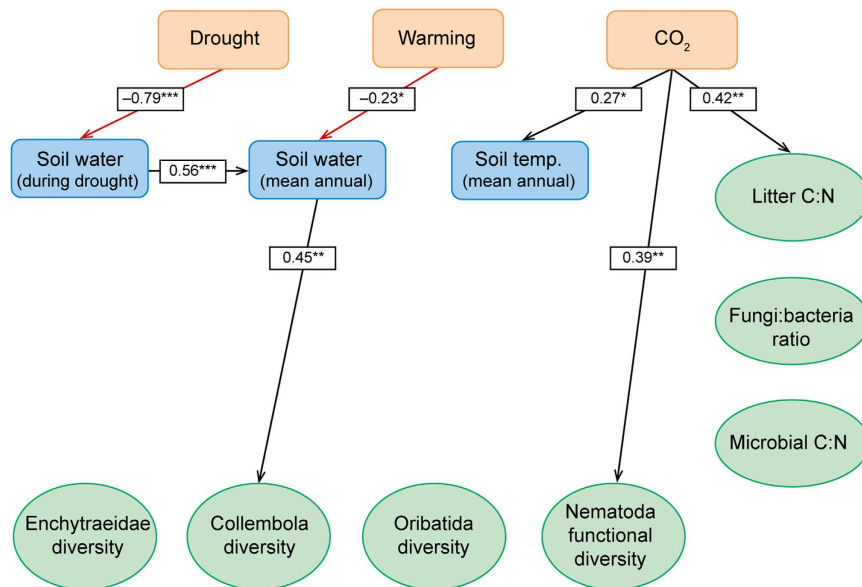 Drought
Warming
CO₂
–0.79***
–0.23*
0.27*
0.42**
Soil water
(during drought)
0.56***
Soil water
(mean annual)
Soil temp.
(mean annual)
Litter C:N
0.45**
0.39**
Fungi:bacteria
ratio
Microbial C:N
Enchytraeidae
diversity
Collembola
diversity
Oribatida
diversity
Nematoda
functional
diversity